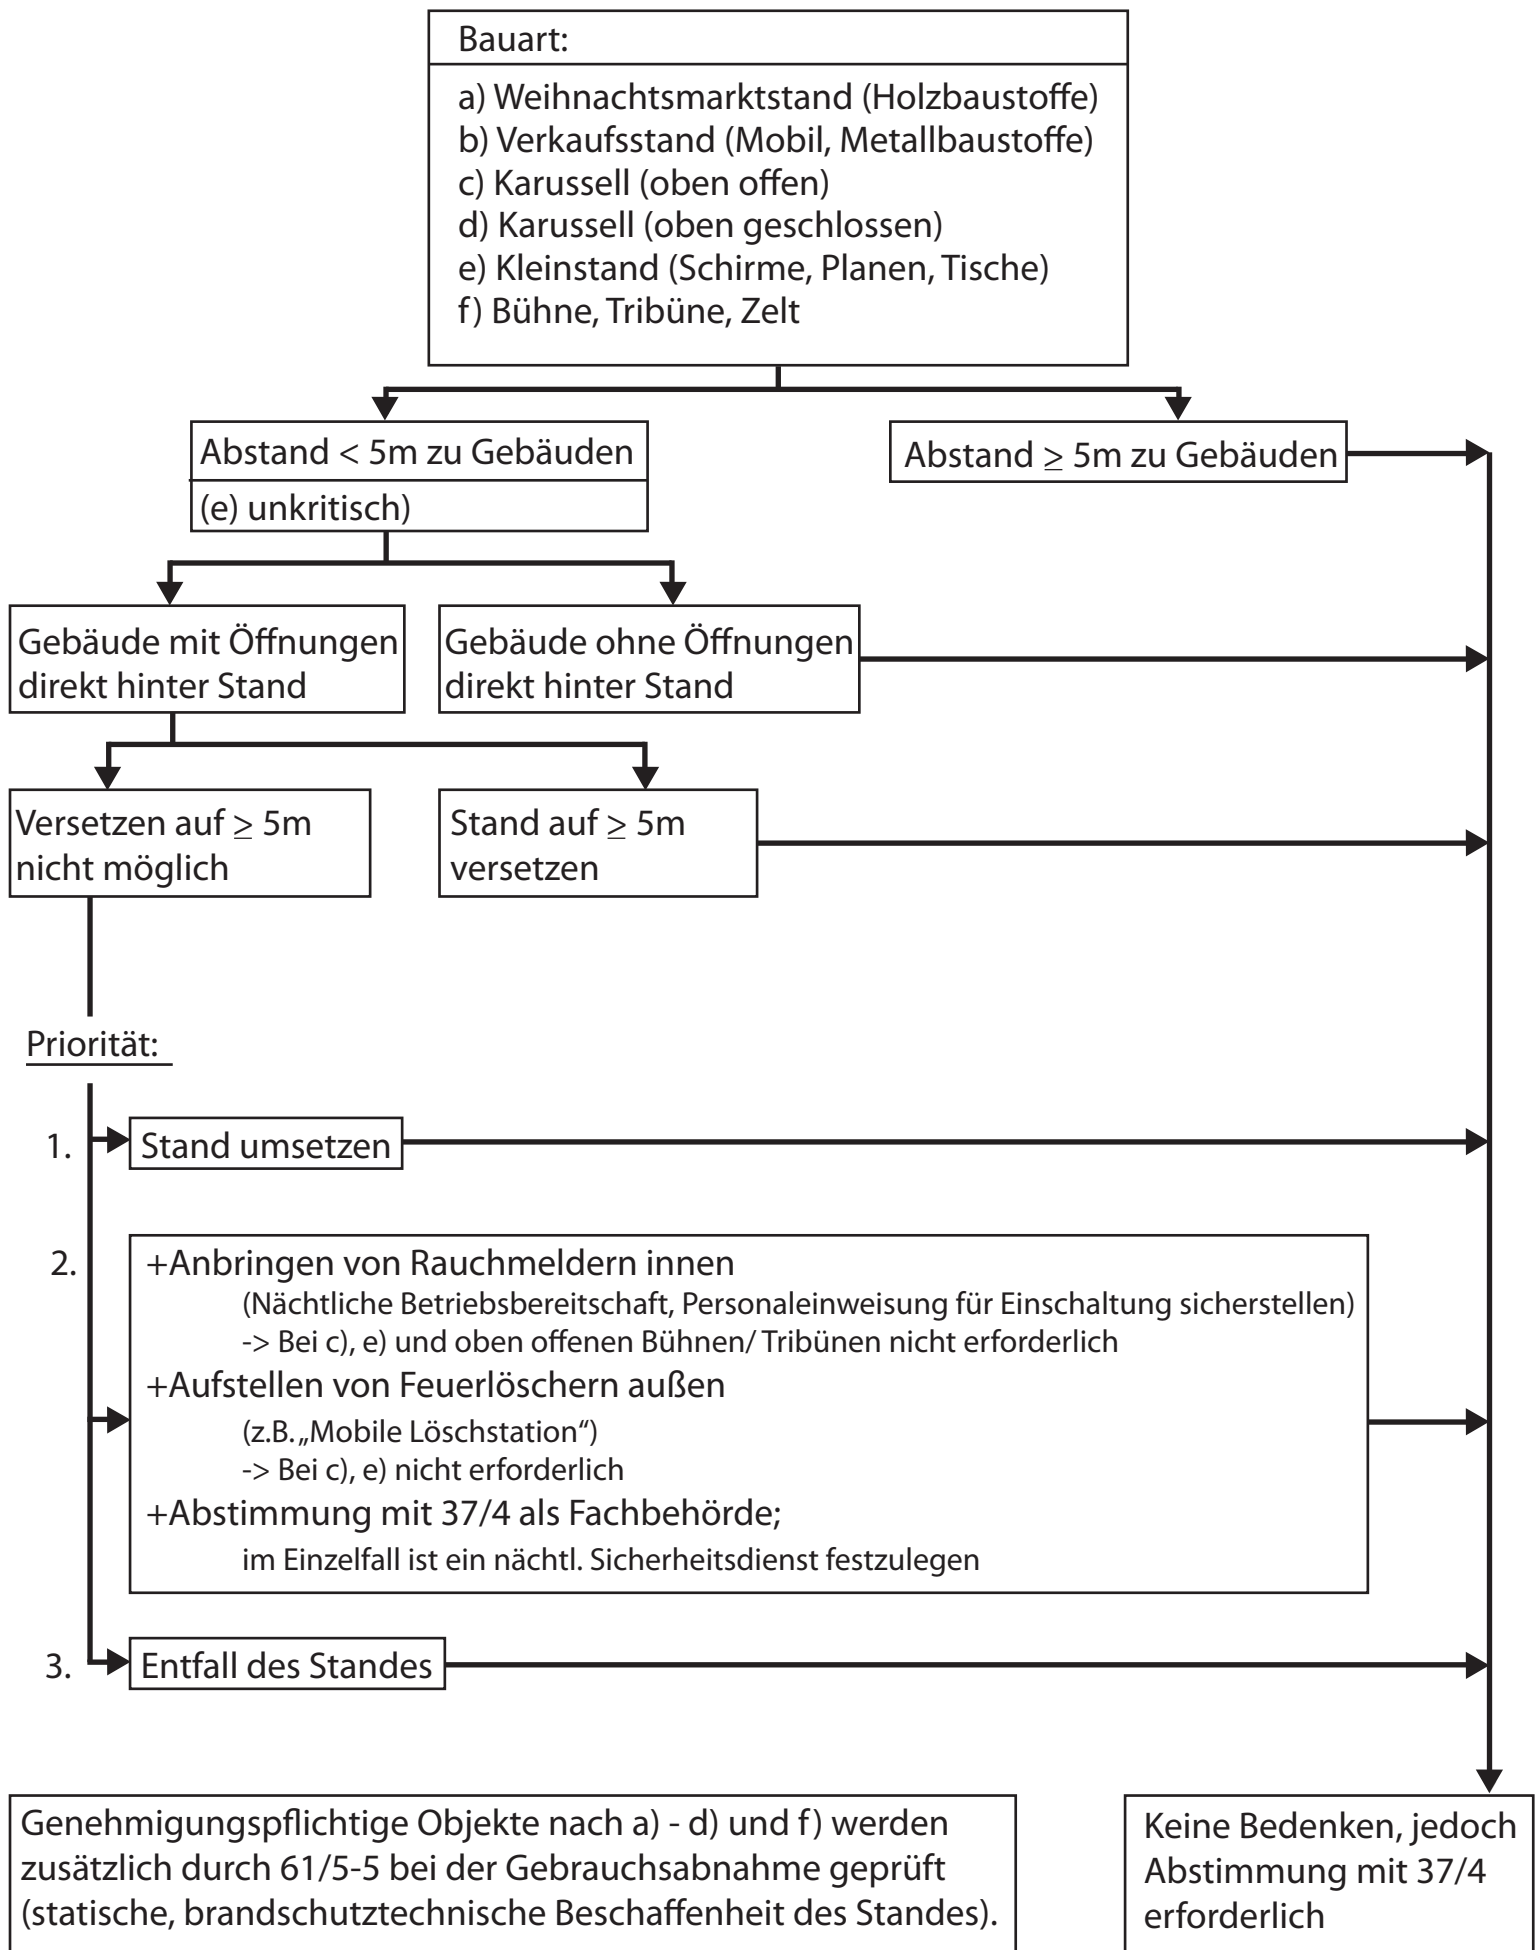 Bauart:
a) Weihnachtsmarktstand (Holzbaustoffe)
b) Verkaufsstand (Mobil, Metallbaustoffe)
c) Karussell (oben offen)
d) Karussell (oben geschlossen)
e) Kleinstand (Schirme, Planen, Tische)
f) Bühne, Tribüne, Zelt
Abstand < 5m zu Gebäuden
(e) unkritisch)
Abstand ≥ 5m zu Gebäuden
Gebäude mit Öffnungen
direkt hinter Stand
Gebäude ohne Öffnungen
direkt hinter Stand
Versetzen auf ≥ 5m
nicht möglich
Stand auf ≥ 5m
versetzen
Priorität:
1. Stand umsetzen
2. +Anbringen von Rauchmeldern innen
(Nächtliche Betriebsbereitschaft, Personaleinweisung für Einschaltung sicherstellen)
-> Bei c), e) und oben offenen Bühnen/ Tribünen nicht erforderlich
+Aufstellen von Feuerlöschern außen
(z.B. „Mobile Löschstation“)
-> Bei c), e) nicht erforderlich
+Abstimmung mit 37/4 als Fachbehörde;
im Einzelfall ist ein nächtl. Sicherheitsdienst festzulegen
3. Entfall des Standes
Genehmigungspflichtige Objekte nach a) - d) und f) werden
zusätzlich durch 61/5-5 bei der Gebrauchsabnahme geprüft
(statische, brandschutztechnische Beschaffenheit des Standes).
Keine Bedenken, jedoch
Abstimmung mit 37/4
erforderlich